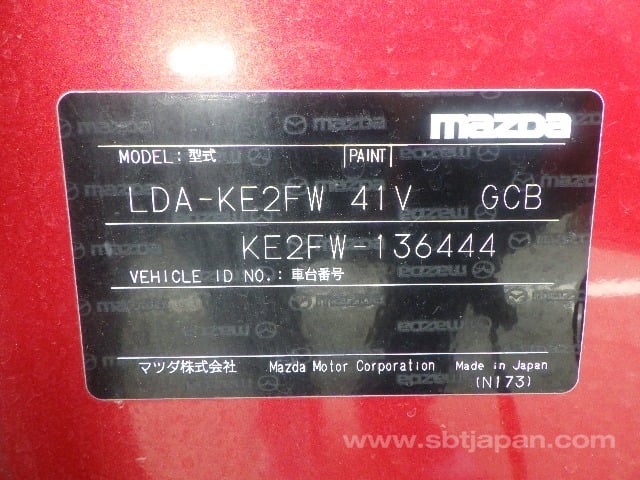 mazda
MODEL: 型式 PAINT
LDA-KE2FW 41V GCB
KE2FW-136444
VEHICLE ID NO.: 車台番号
マツダ株式会社 Mazda Motor Corporation Made in Japan
(N173)
www.sbtjapan.com